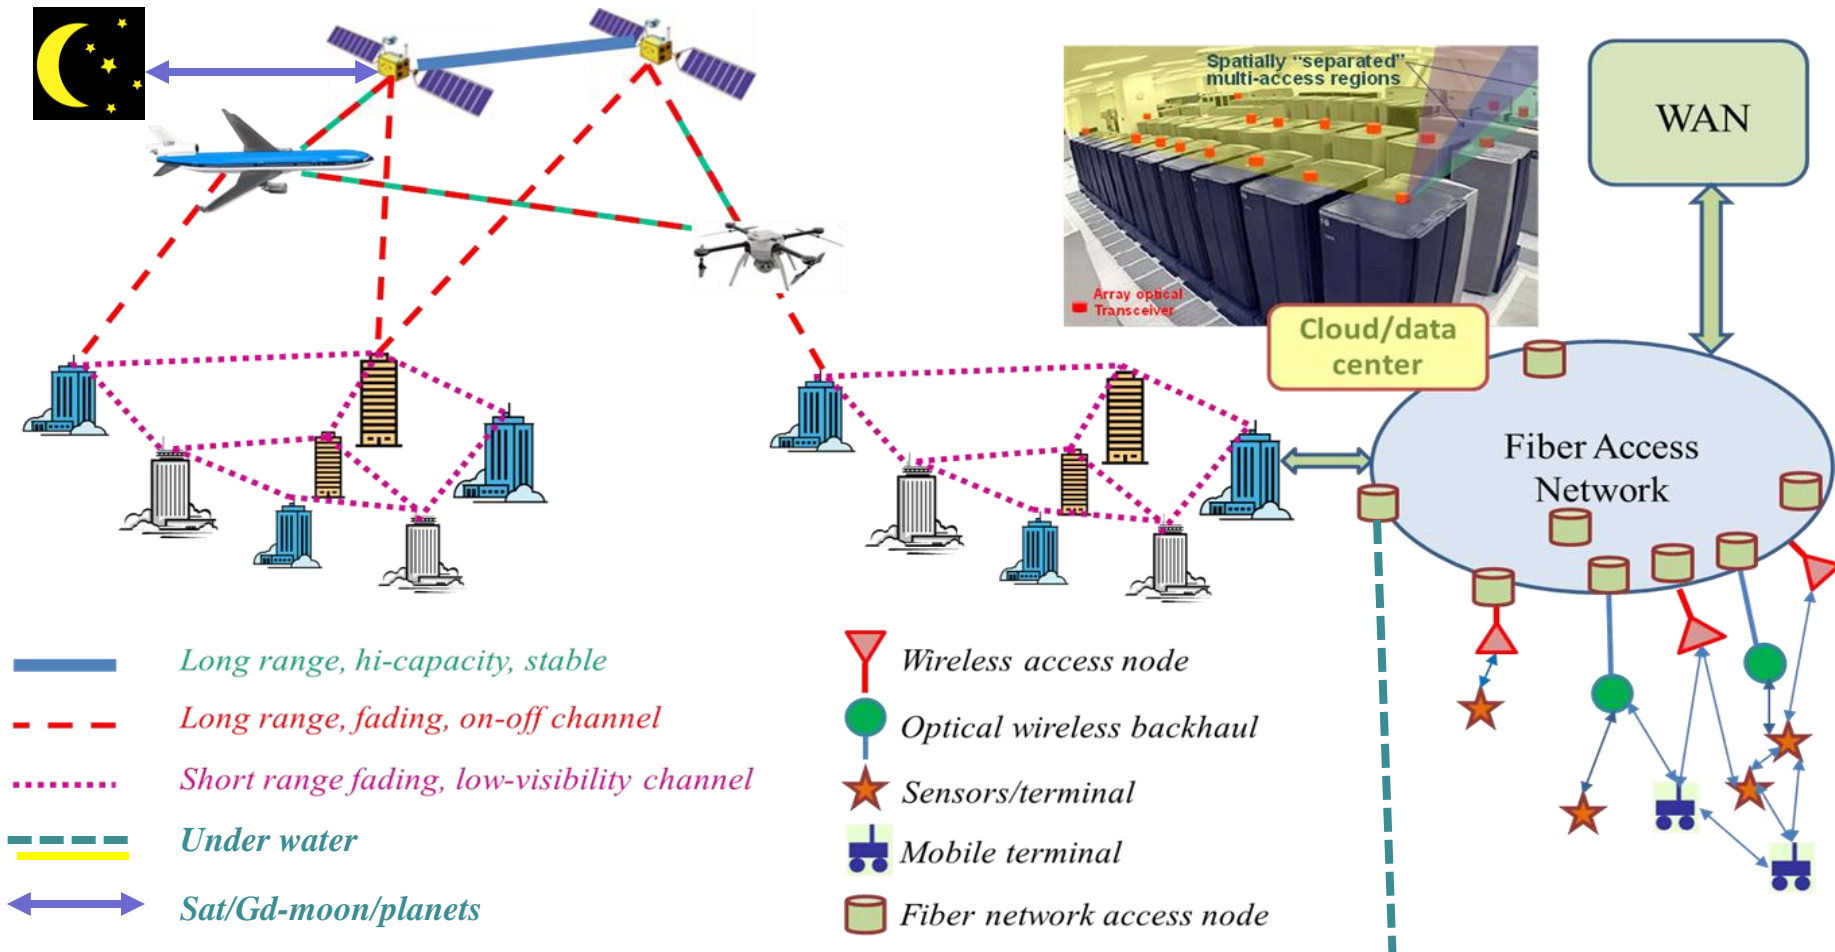 Spatially “separated”
multi-access regions
WAN
Array optical
Transceiver
Cloud/data
center
Fiber Access
Network
Long range, hi-capacity, stable
Long range, fading, on-off channel
Short range fading, low-visibility channel
Under water
Sat/Gd-moon/planets
Wireless access node
Optical wireless backhaul
Sensors/terminal
Mobile terminal
Fiber network access node